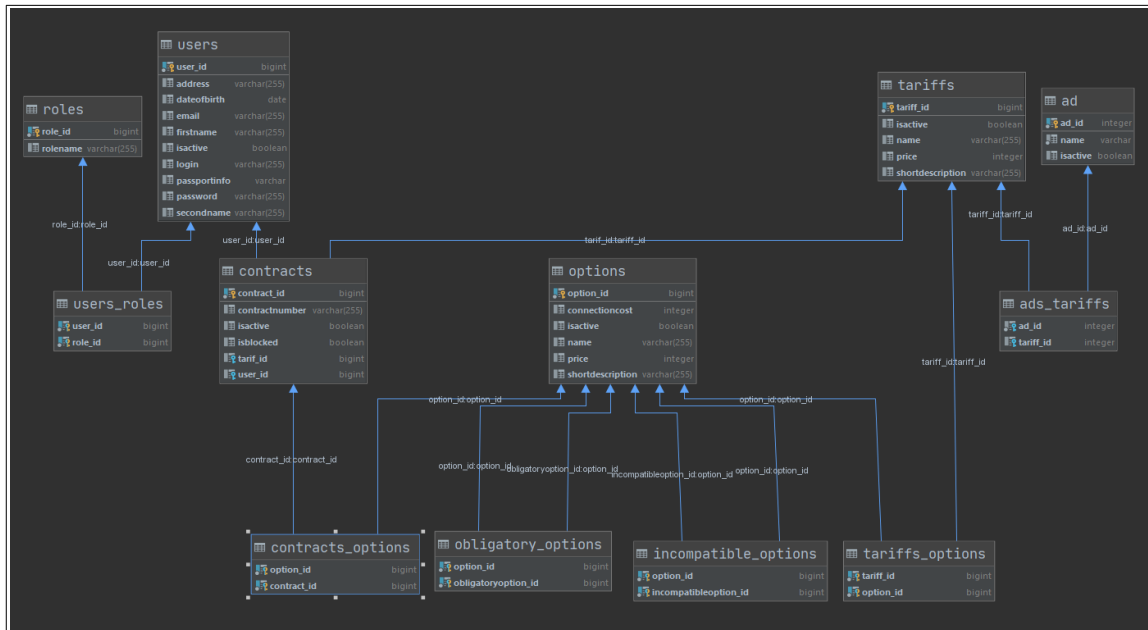 users
user_id bigint
address varchar(255)
dateofbirth date
email varchar(255)
firstname varchar(255)
isactive boolean
login varchar(255)
passportinfo varchar
password varchar(255)
secondname varchar(255)
roles
role_id bigint
rolename varchar(255)
tariffs
tariff_id bigint
isactive boolean
name varchar(255)
price integer
shortdescription varchar(255)
ad
ad_id integer
name varchar
isactive boolean
role_id:role_id
user_id:user_id
user_id:user_id
tarif_id:tariff_id
tariff_id:tariff_id
ad_id:ad_id
users_roles
user_id bigint
role_id bigint
contracts
contract_id bigint
contractnumber varchar(255)
isactive boolean
isblocked boolean
tarif_id bigint
user_id bigint
options
option_id bigint
connectioncost integer
isactive boolean
name varchar(255)
price integer
shortdescription varchar(255)
ads_tariffs
ad_id integer
tariff_id integer
tariff_id:tariff_id
option_id:option_id
option_id:option_id
contract_id:contract_id
option_id:option_id
obligatoryoption_id:option_id
incompatibleoption_id:option_id
option_id:option_id
contracts_options
option_id bigint
contract_id bigint
obligatory_options
option_id bigint
obligatoryoption_id bigint
incompatible_options
option_id bigint
incompatibleoption_id bigint
tariffs_options
tariff_id bigint
option_id bigint